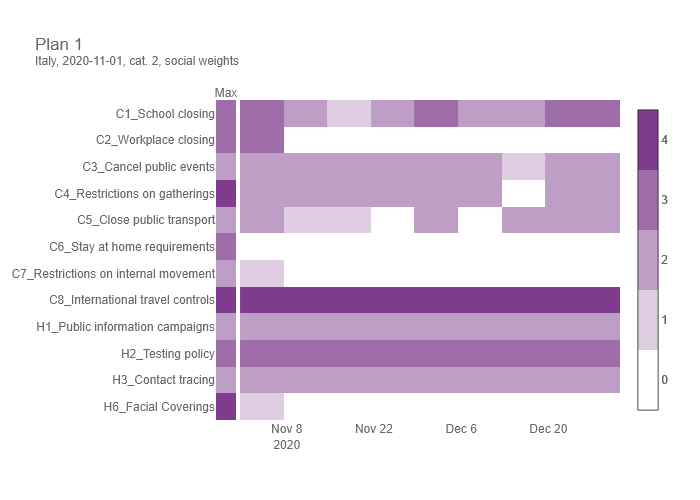 Plan 1
Italy, 2020-11-01, cat. 2, social weights
Max
C1_School closing
C2_Workplace closing
C3_Cancel public events
C4_Restrictions on gatherings
C5_Close public transport
C6_Stay at home requirements
C7_Restrictions on internal movement
C8_International travel controls
H1_Public information campaigns
H2_Testing policy
H3_Contact tracing
H6_Facial Coverings
Nov 8 Nov 22 Dec 6 Dec 20
2020
4
3
2
1
0